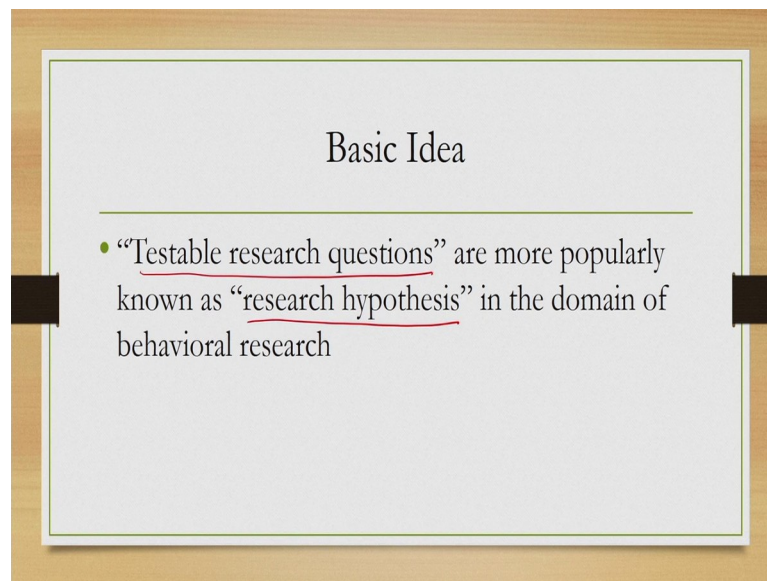 Basic Idea
• “Testable research questions” are more popularly
known as “research hypothesis” in the domain of
behavioral research